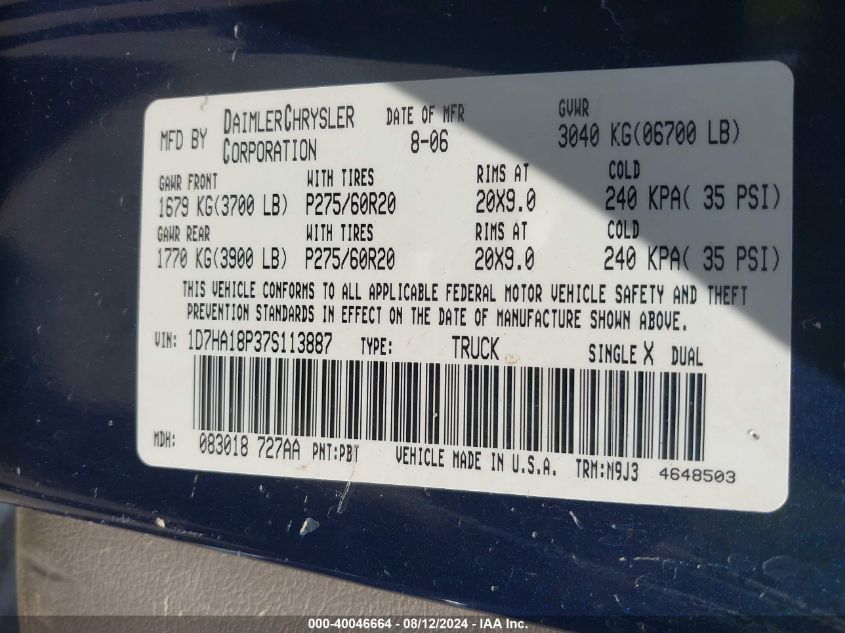 MFD BY DAIMLERCHRYSLER CORPORATION DATE OF MFR 8-06 GVWR 3040 KG(06700 LB)
GAWR FRONT WITH TIRES RIMS AT COLD
1679 KG(3700 LB) P275/60R20 20X9.0 240 KPA( 35 PSI)
GAWR REAR WITH TIRES RIMS AT COLD
1770 KG(3900 LB) P275/60R20 20X9.0 240 KPA( 35 PSI)
THIS VEHICLE CONFORMS TO ALL APPLICABLE FEDERAL MOTOR VEHICLE SAFETY AND THEFT
PREVENTION STANDARDS IN EFFECT ON THE DATE OF MANUFACTURE SHOWN ABOVE.
VIN: 1D7HA18P37S113887 TYPE: TRUCK SINGLE X DUAL
MDH: 083018 727AA PNT:PBT VEHICLE MADE IN U.S.A. TRM:M9J3 4648503
000-40046664 - 08/12/2024 - IAAI - Copart Inc.